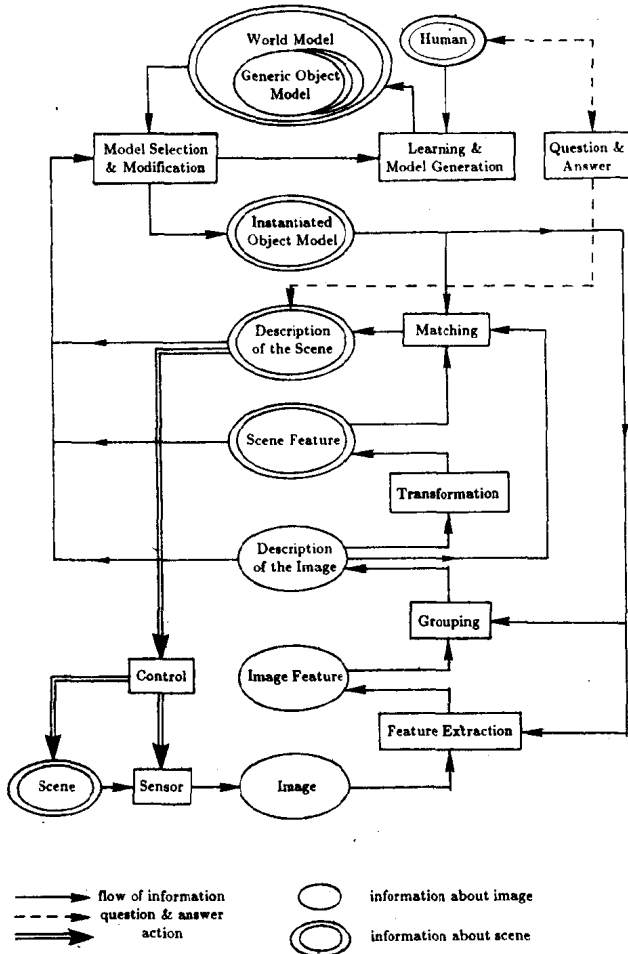 World Model
Human
Generic Object
Model
Model Selection
& Modification
Learning &
Model Generation
Question &
Answer
Instantiated
Object Model
Description
of the Scene
Matching
Scene Feature
Transformation
Description
of the Image
Grouping
Control
Image Feature
Feature Extraction
Scene
Sensor
Image
flow of information
question & answer
action
information about image
information about scene